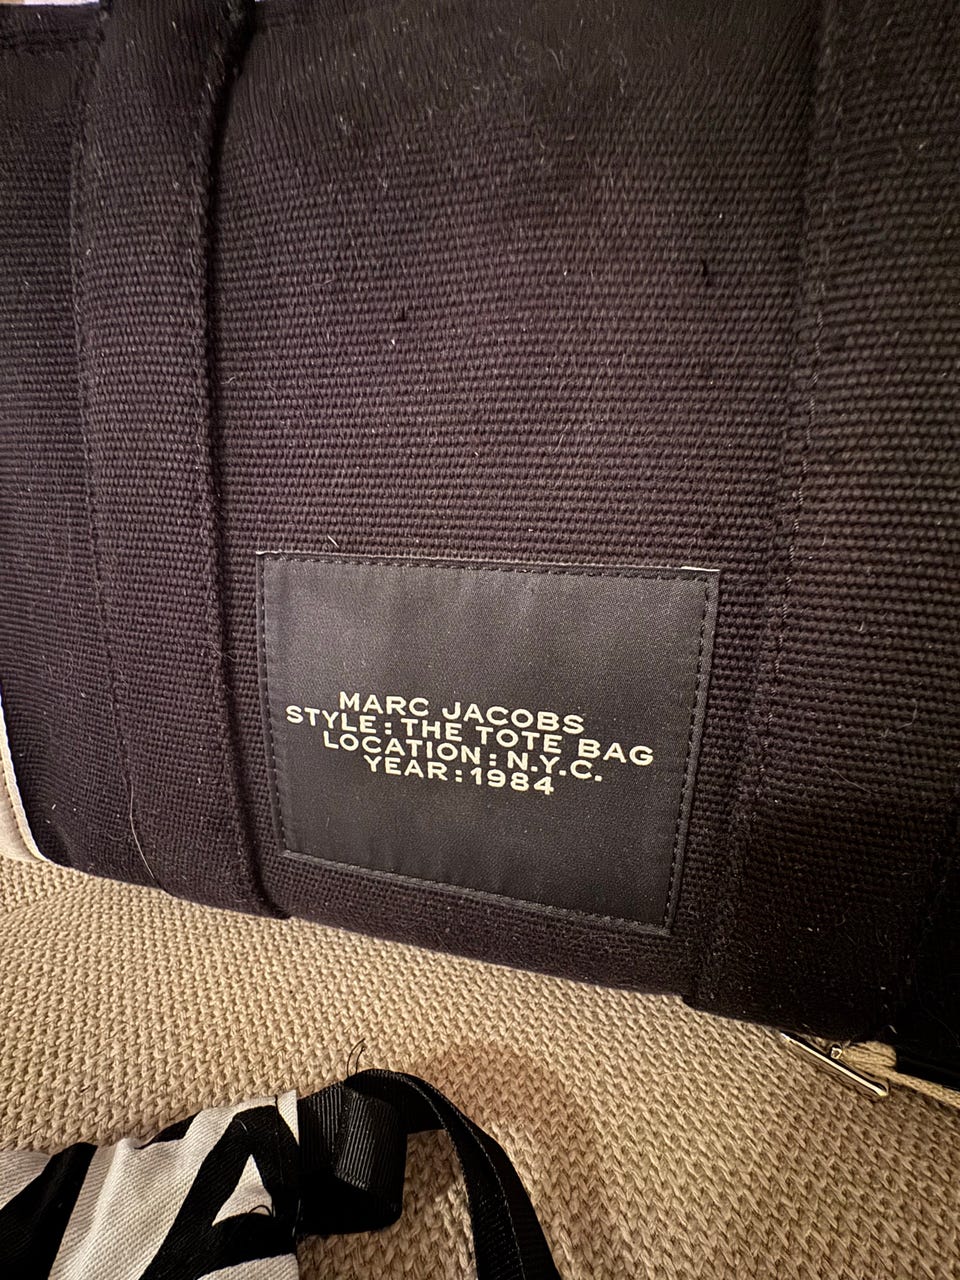 MARC JACOBS
STYLE:THE TOTE BAG
LOCATION:N.Y.C.
YEAR:1984